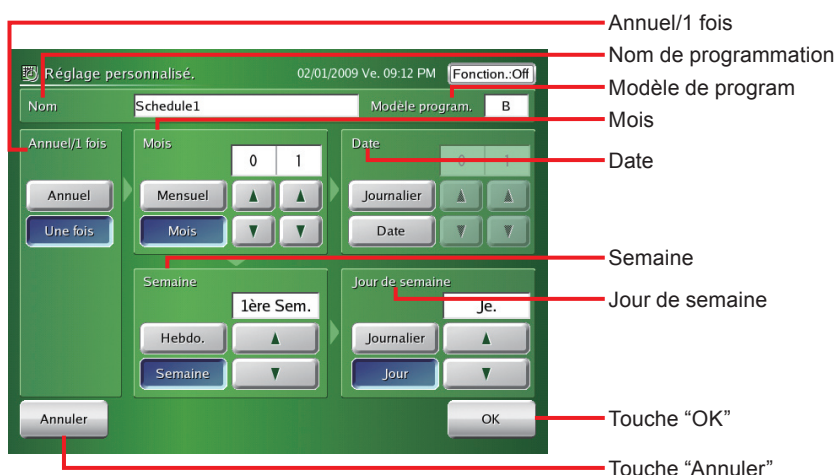 Annuel/1 fois
Nom de programmation
Réglage personnalisé. 02/01/2009 Ve. 09:12 PM Fonction.:Off
Modèle de program
Nom Schedule1 Modèle program. B
Mois
Annuel/1 fois Mois Date
0 1 0 1
Date
Annuel Mensuel Journalier
Une fois Mois Date
Semaine
Semaine Jour de semaine
Jour de semaine
1ère Sem. Je.
Hebdo. Journalier
Semaine Jour
Annuler OK
Touche “OK”
Touche “Annuler”